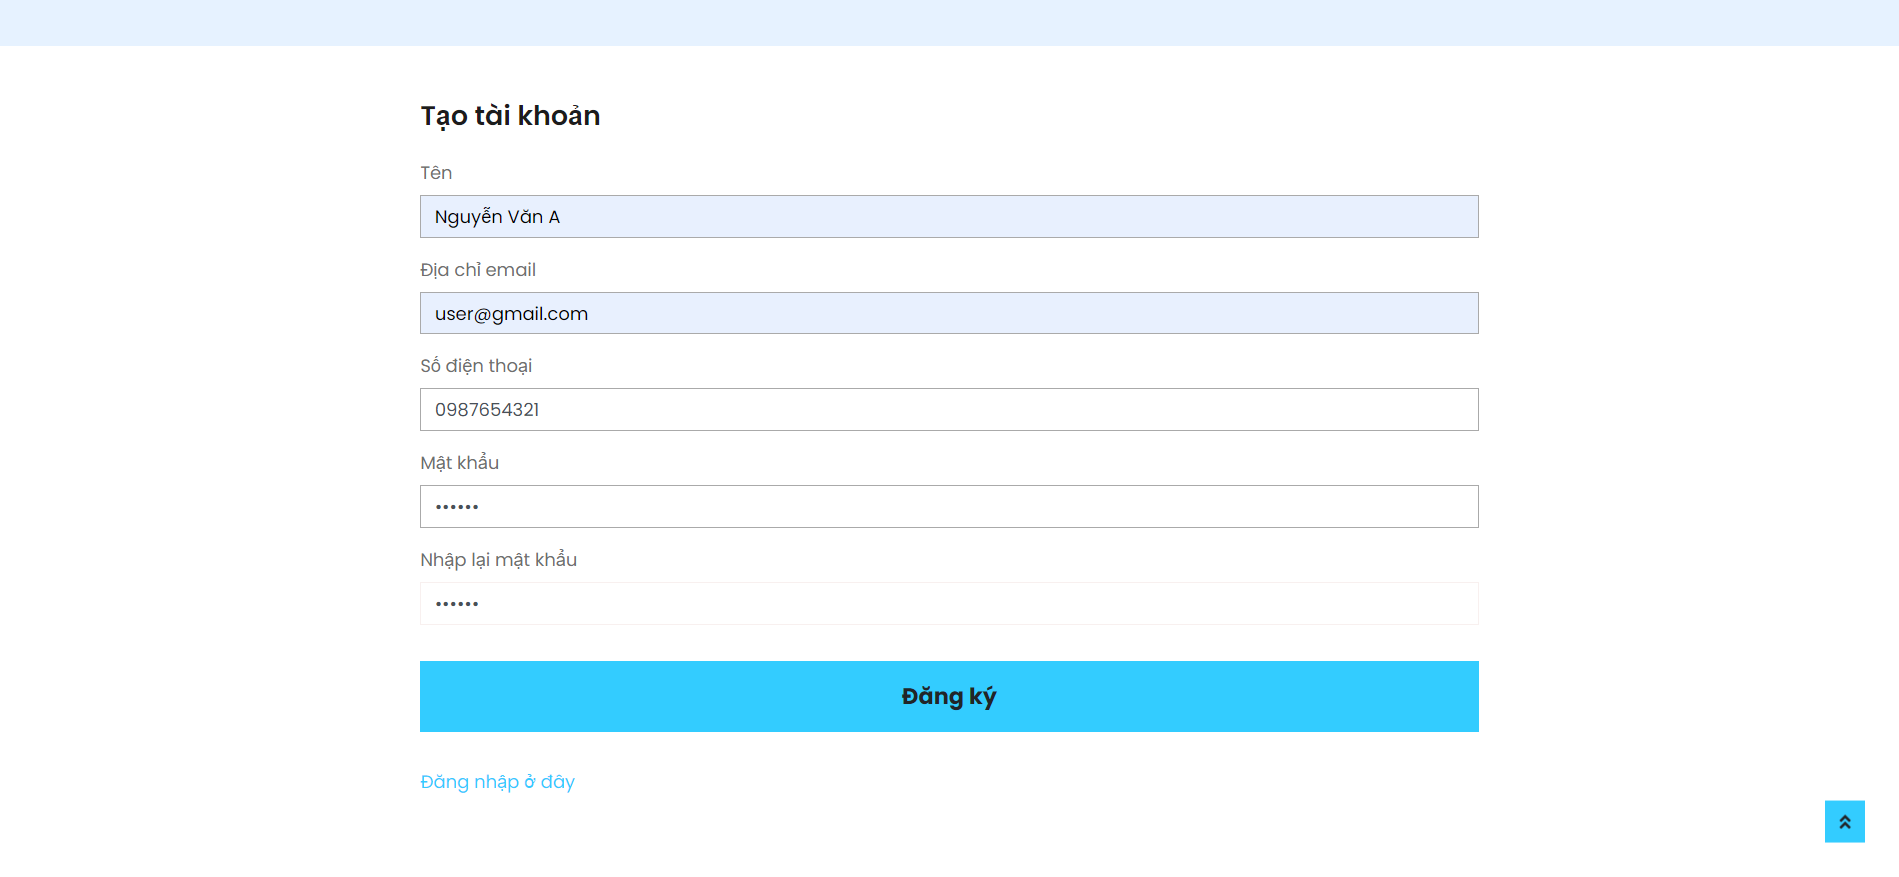 Tạo tài khoản
Tên
Nguyễn Văn A
Địa chỉ email
user@gmail.com
Số điện thoại
0987654321
Mật khẩu
••••••
Nhập lại mật khẩu
••••••
Đăng ký
Đăng nhập ở đây